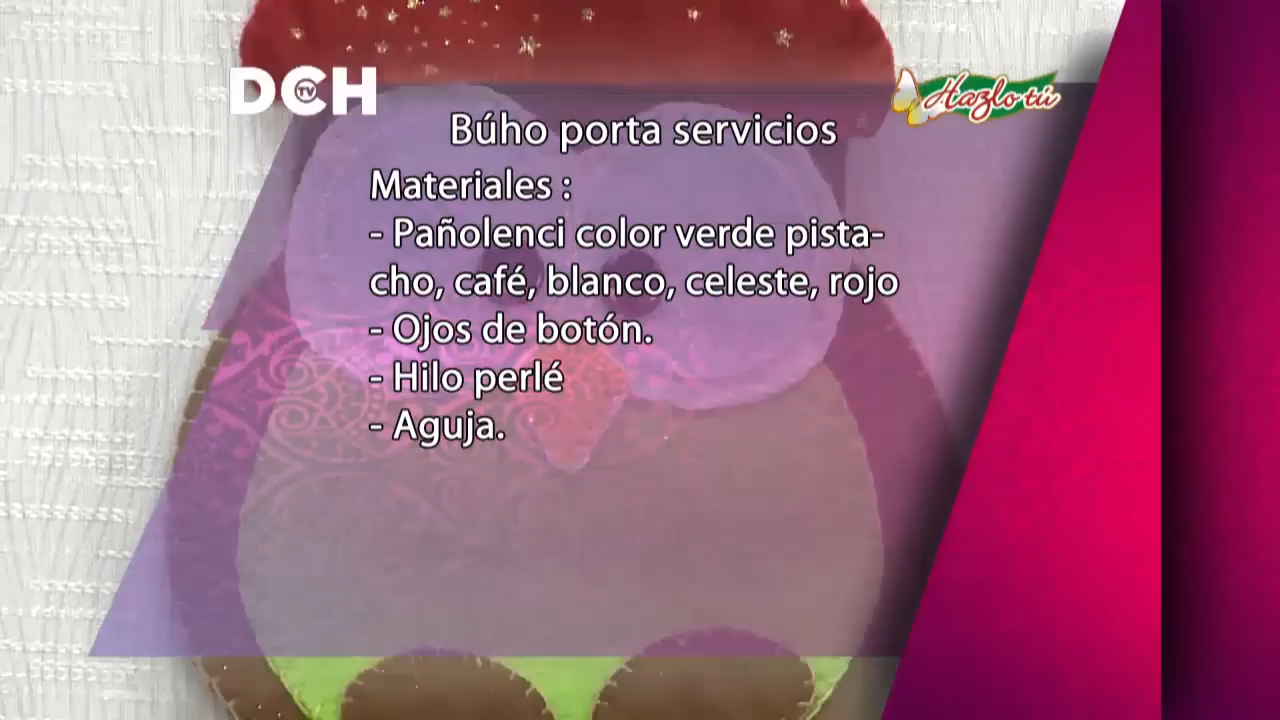 DCH
TV
Hazlo tú
Búho porta servicios
Materiales :
- Pañolenci color verde pista-
cho, café, blanco, celeste, rojo
- Ojos de botón.
- Hilo perlé
- Aguja.